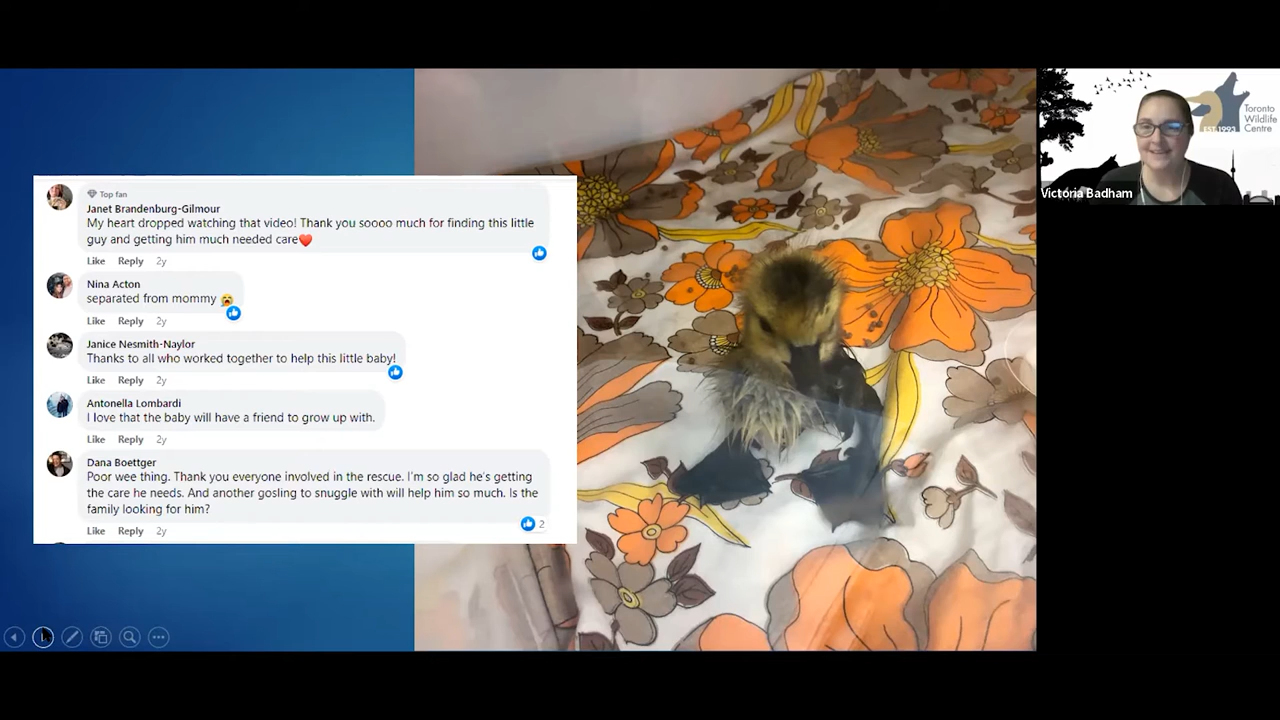 Top fan
Janet Brandenburg-Gilmour
My heart dropped watching that video! Thank you soooo much for finding this little
guy and getting him much needed care❤️
Like Reply 2y
Nina Acton
separated from mommy 😭
Like Reply 2y
Janice Nesmith-Naylor
Thanks to all who worked together to help this little baby!
Like Reply 2y
Antonella Lombardi
I love that the baby will have a friend to grow up with.
Like Reply 2y
Dana Boettger
Poor wee thing. Thank you everyone involved in the rescue. I'm so glad he's getting
the care he needs. And another gosling to snuggle with will help him so much. Is the
family looking for him?
2
Like Reply 2y
EST. 1993
Toronto
Wildlife
Centre
Victoria Badham